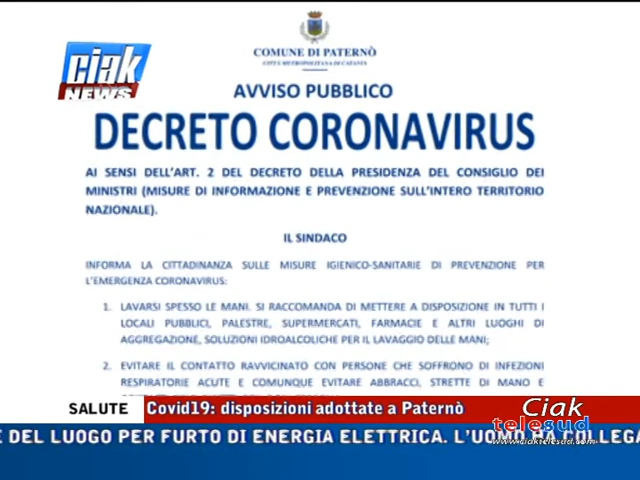 COMUNE DI PATERNÒ
CITTÀ METROPOLITANA DI CATANIA
ciak
NEWS
AVVISO PUBBLICO
DECRETO CORONAVIRUS
AI SENSI DELL'ART. 2 DEL DECRETO DELLA PRESIDENZA DEL CONSIGLIO DEI
MINISTRI (MISURE DI INFORMAZIONE E PREVENZIONE SULL'INTERO TERRITORIO
NAZIONALE).
IL SINDACO
INFORMA LA CITTADINANZA SULLE MISURE IGIENICO-SANITARIE DI PREVENZIONE PER
L'EMERGENZA CORONAVIRUS:
1. LAVARSI SPESSO LE MANI. SI RACCOMANDA DI METTERE A DISPOSIZIONE IN TUTTI I
LOCALI PUBBLICI, PALESTRE, SUPERMERCATI, FARMACIE E ALTRI LUOGHI DI
AGGREGAZIONE, SOLUZIONI IDROALCOLICHE PER IL LAVAGGIO DELLE MANI;
2. EVITARE IL CONTATTO RAVVICINATO CON PERSONE CHE SOFFRONO DI INFEZIONI
RESPIRATORIE ACUTE E COMUNQUE EVITARE ABBRACCI, STRETTE DI MANO E
SALUTE Covid19: disposizioni adottate a Paternò
Ciak
telesud
www.ciaktelesud.com
E DEL LUOGO PER FURTO DI ENERGIA ELETTRICA. L'UOMO HA COLLEGA